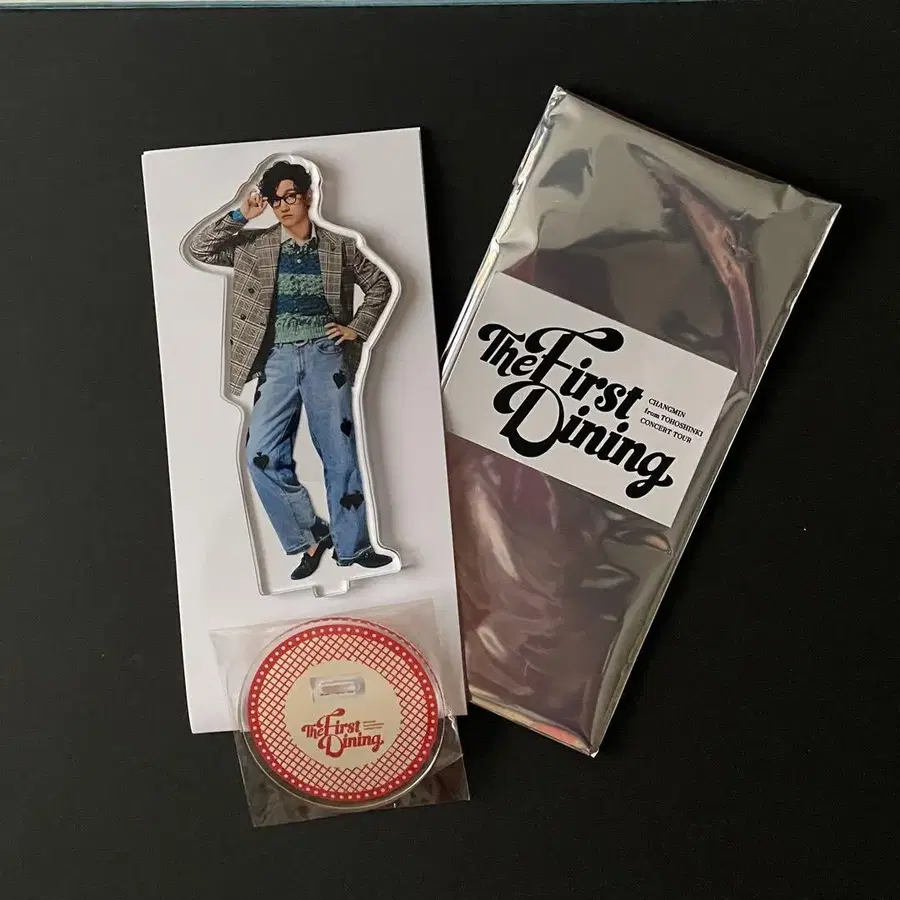 The First
Dining
CHANGMIN
from TOHOSHINKI
CONCERT TOUR
The First
Dining